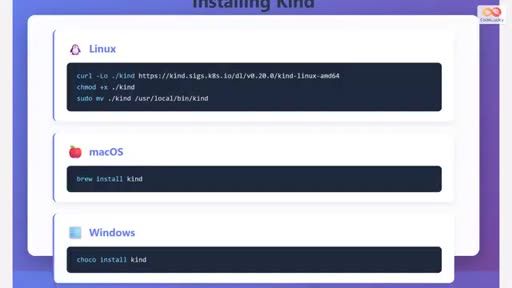 Installing Kind
CodeLucky
Linux
curl -Lo ./kind https://kind.sigs.k8s.io/dl/v0.20.0/kind-linux-amd64
chmod +x ./kind
sudo mv ./kind /usr/local/bin/kind
macOS
brew install kind
Windows
choco install kind